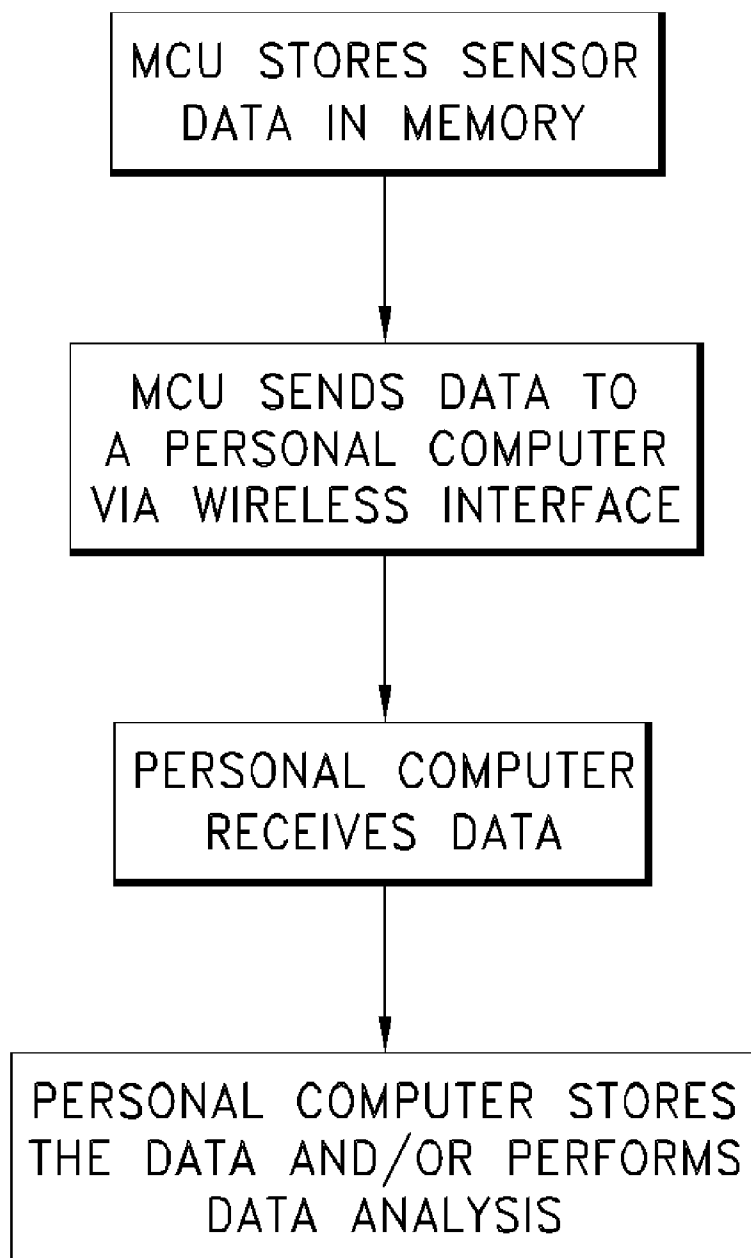 MCU STORES SENSOR
DATA IN MEMORY
MCU SENDS DATA TO
A PERSONAL COMPUTER
VIA WIRELESS INTERFACE
PERSONAL COMPUTER
RECEIVES DATA
PERSONAL COMPUTER STORES
THE DATA AND/OR PERFORMS
DATA ANALYSIS